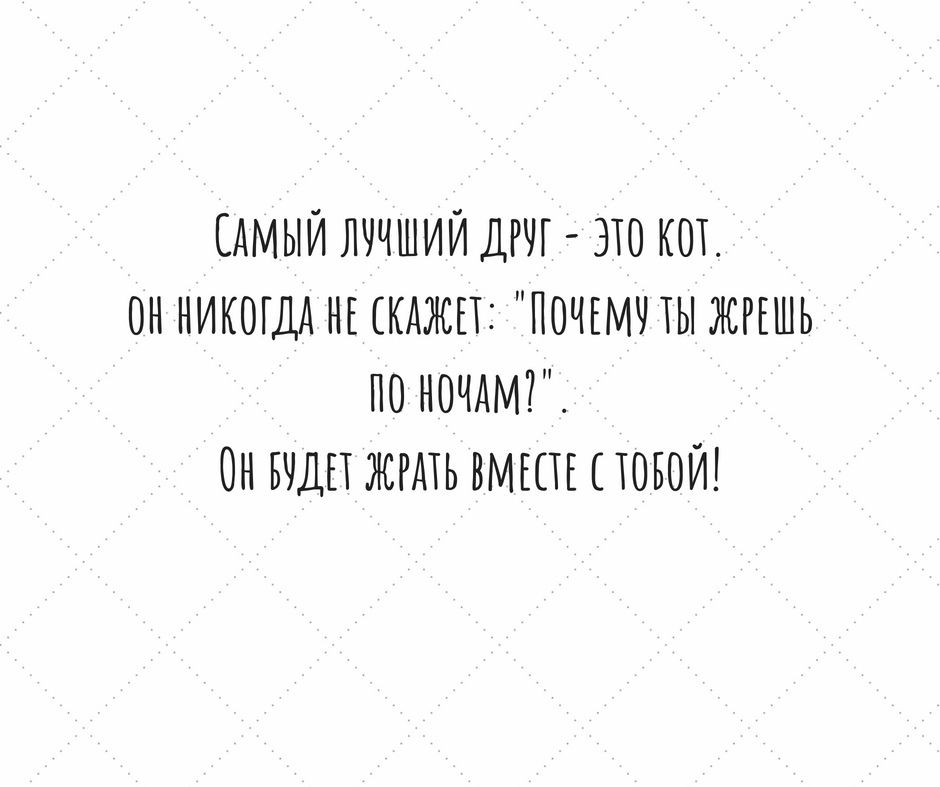 Самый лучший друг - это кот.
он никогда не скажет: "Почему ты жрешь
по ночам?".
Он будет жрать вместе с тобой!